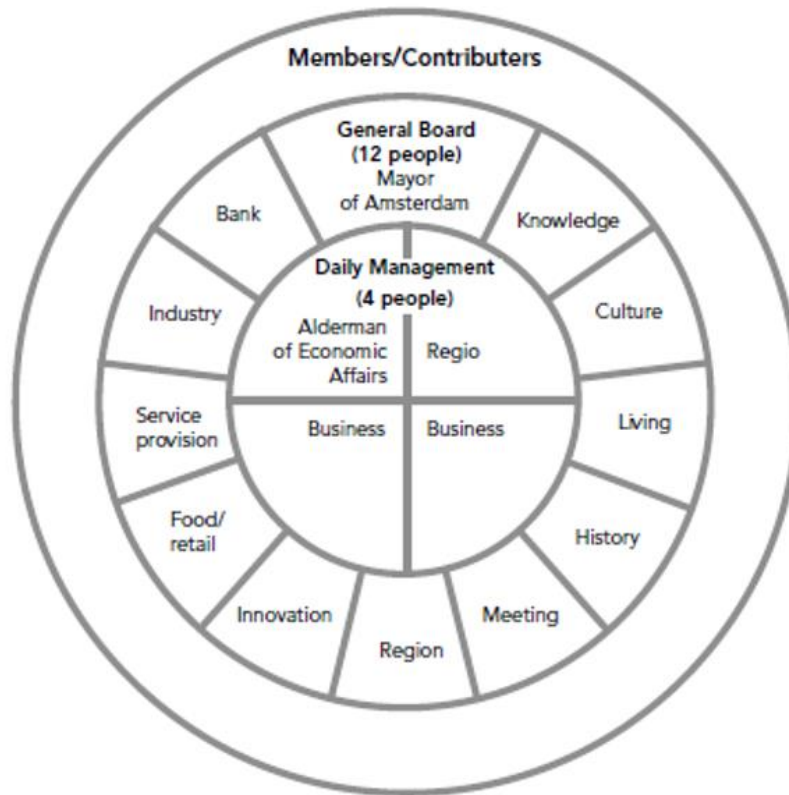 Members/Contributers
General Board
(12 people)
Mayor
of Amsterdam
Knowledge
Culture
Living
History
Meeting
Region
Innovation
Food/
retail
Service
provision
Industry
Bank
Daily Management
(4 people)
Alderman
of Economic
Affairs
Regio
Business
Business